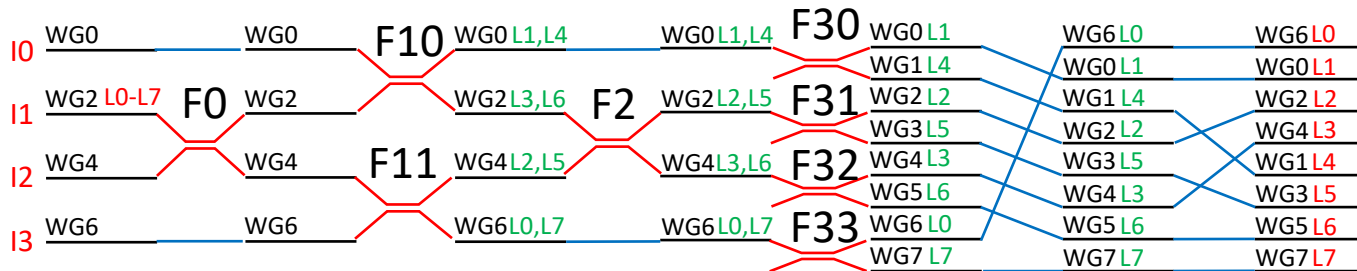 F10 F30
I0 WG0 WG0 WG0 L1,L4 WG0 L1,L4 WG0 L1 WG6 L0 WG6 L0
WG1 L4 WG0 L1 WG0 L1
I1 WG2 L0-L7 F0 WG2 WG2 L3,L6 F2 WG2 L2,L5 F31 WG2 L2 WG1 L4 WG2 L2
WG3 L5 WG2 L2 WG4 L3
I2 WG4 WG4 F11 WG4 L2,L5 WG4 L3,L6 F32 WG4 L3 WG3 L5 WG1 L4
WG5 L6 WG4 L3 WG3 L5
I3 WG6 WG6 WG6 L0,L7 WG6 L0,L7 F33 WG6 L0 WG5 L6 WG5 L6
WG7 L7 WG7 L7 WG7 L7